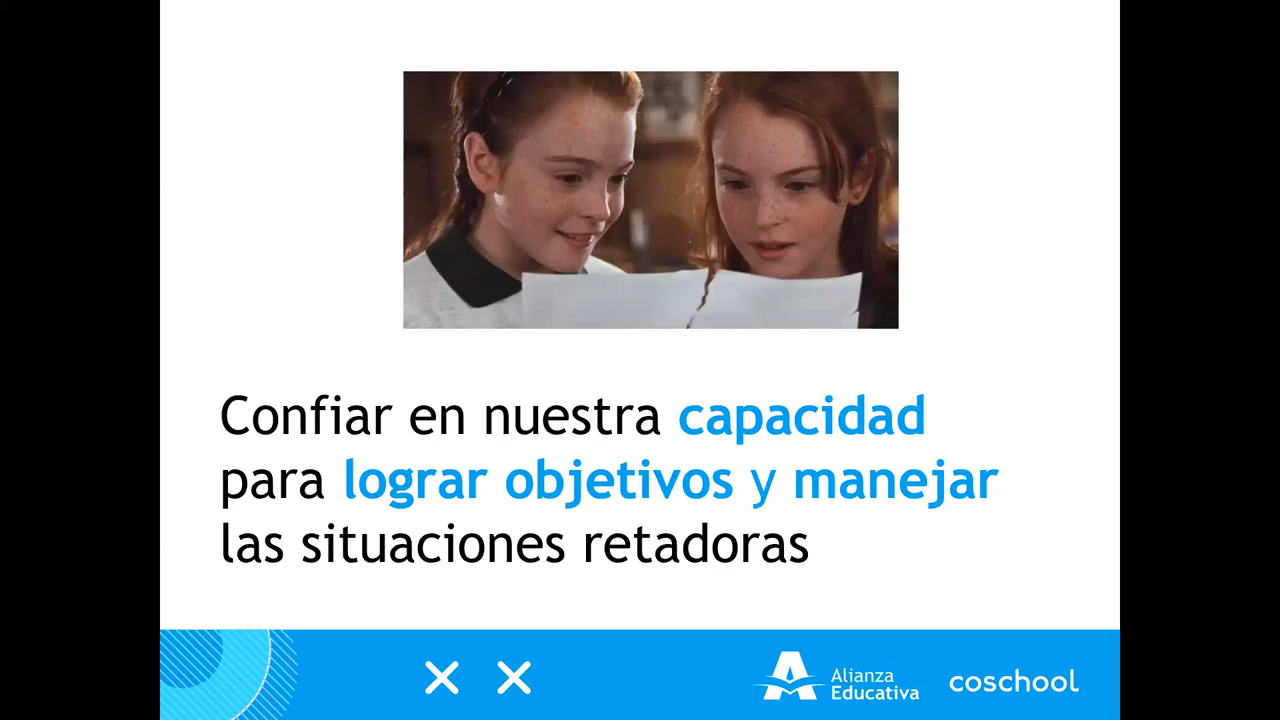 Confiar en nuestra capacidad
para lograr objetivos y manejar
las situaciones retadoras
Alianza
Educativa
coschool